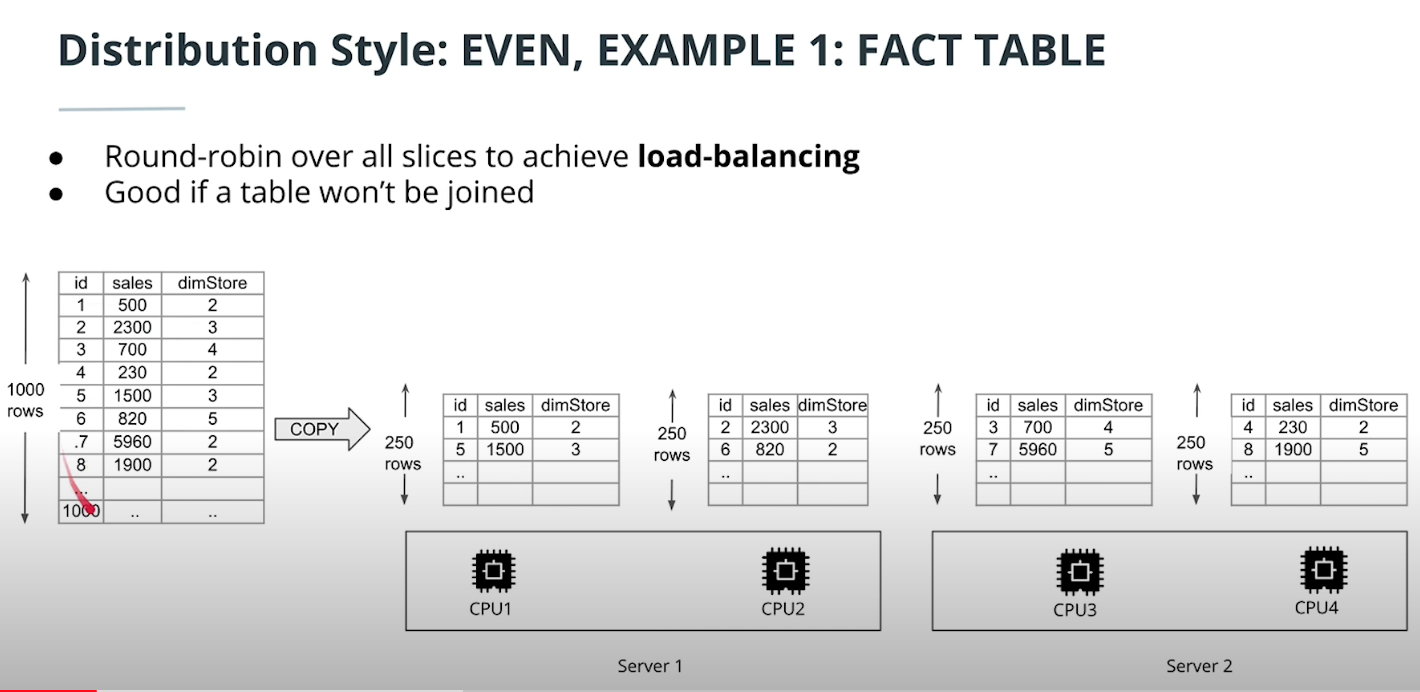 Distribution Style: EVEN, EXAMPLE 1: FACT TABLE
● Round-robin over all slices to achieve load-balancing
● Good if a table won't be joined
1000
rows
id sales dimStore
1 500 2
2 2300 3
3 700 4
4 230 2
5 1500 3
6 820 5
.7 5960 2
8 1900 2
...
1000 .. ..
COPY
250
rows
id sales dimStore
1 500 2
5 1500 3
..
250
rows
id sales dimStore
2 2300 3
6 820 2
..
250
rows
id sales dimStore
3 700 4
7 5960 5
..
250
rows
id sales dimStore
4 230 2
8 1900 5
..
CPU1
CPU2
CPU3
CPU4
Server 1
Server 2